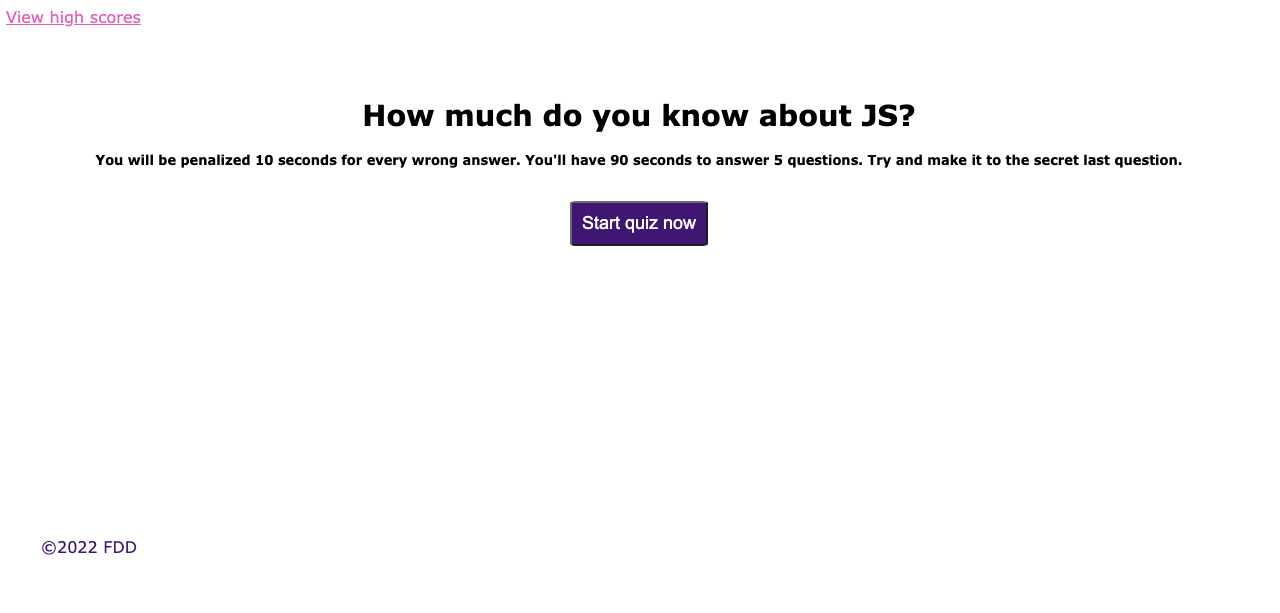 View high scores
How much do you know about JS?
You will be penalized 10 seconds for every wrong answer. You'll have 90 seconds to answer 5 questions. Try and make it to the secret last question.
Start quiz now
©2022 FDD